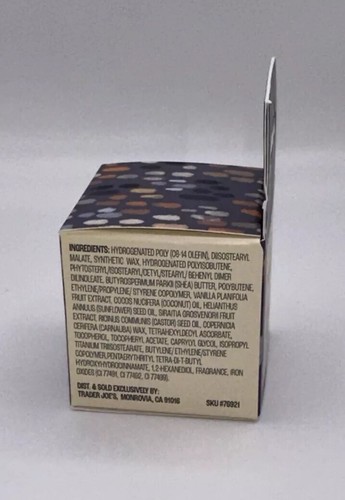 INGREDIENTS: HYDROGENATED POLY (C6-14 OLEFIN), DIISOSTEARYL
MALATE, SYNTHETIC WAX, HYDROGENATED POLYISOBUTENE,
PHYTOSTERYL/ISOSTEARYL/CETYL/STEARYL/ BEHENYL DIMER
DILINOLEATE, BUTYROSPERMUM PARKII (SHEA) BUTTER, POLYBUTENE,
ETHYLENE/PROPYLENE/ STYRENE COPOLYMER, VANILLA PLANIFOLIA
FRUIT EXTRACT, COCOS NUCIFERA (COCONUT) OIL, HELIANTHUS
ANNUUS (SUNFLOWER) SEED OIL, SIRAITIA GROSVENORII FRUIT
EXTRACT, RICINUS COMMUNIS (CASTOR) SEED OIL, COPERNICIA
CERIFERA (CARNAUBA) WAX, TETRAHEXYLDECYL ASCORBATE,
TOCOPHEROL, TOCOPHERYL ACETATE, CAPRYLYL GLYCOL, ISOPROPYL
TITANIUM TRIISOSTEARATE, BUTYLENE/ ETHYLENE/STYRENE
COPOLYMER, PENTAERYTHRITYL TETRA-DI-T-BUTYL
HYDROXYHYDROCINNAMATE, 1,2-HEXANEDIOL, FRAGRANCE, IRON
OXIDES (CI 77491, CI 77492, CI 77499).
DIST. & SOLD EXCLUSIVELY BY:
TRADER JOE'S, MONROVIA, CA 91016 SKU #76921